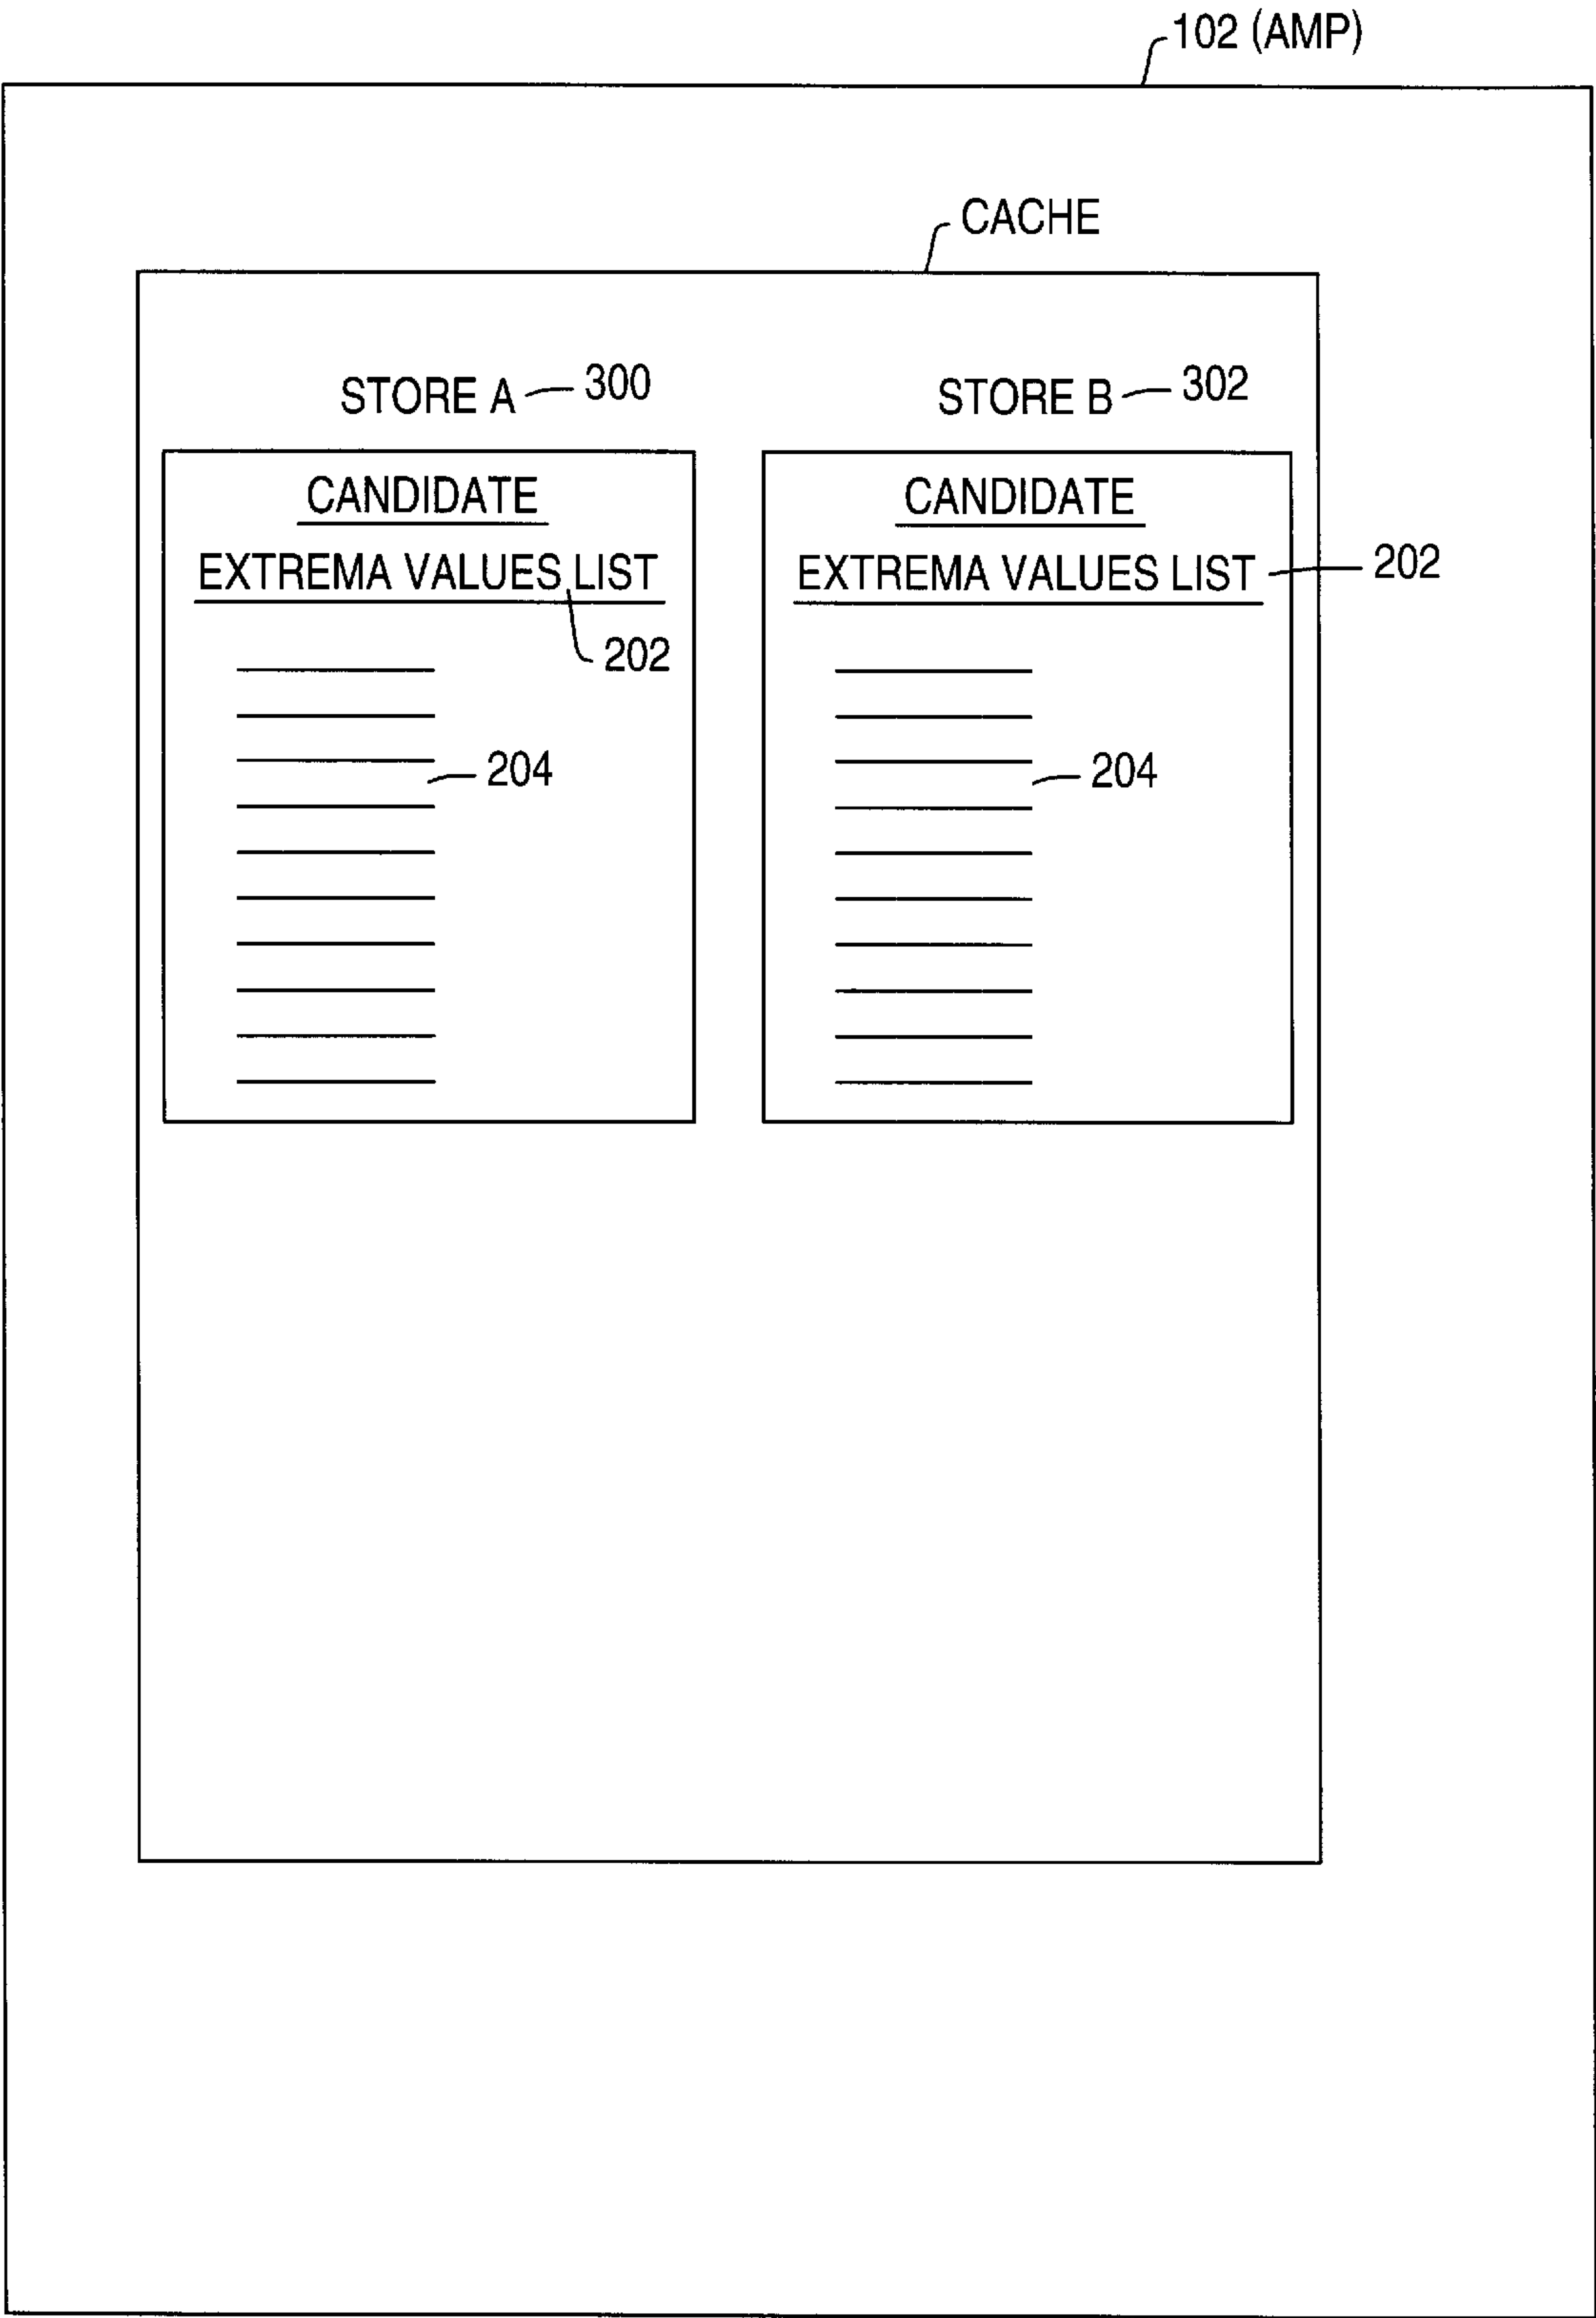 102 (AMP)
CACHE
STORE A 300
STORE B 302
CANDIDATE
EXTREMA VALUES LIST
202
204
CANDIDATE
EXTREMA VALUES LIST 202
204